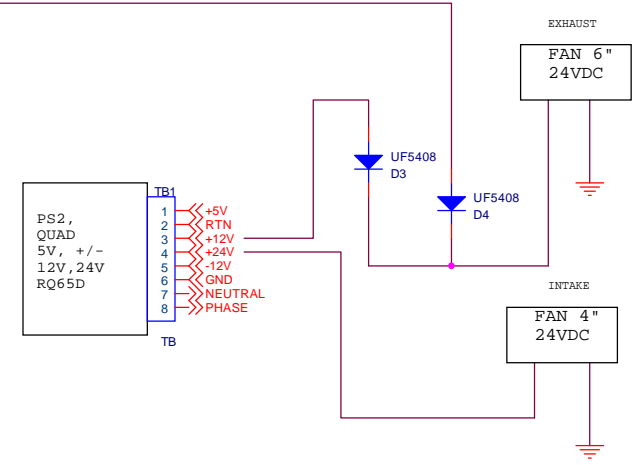 EXHAUST
FAN 6"
24VDC
UF5408
D3
UF5408
D4
TB1
PS2,
QUAD
5V, +/-
12V,24V
RQ65D
1 +5V
2 RTN
3 +12V
4 +24V
5 -12V
6 GND
7 NEUTRAL
8 PHASE
TB
INTAKE
FAN 4"
24VDC